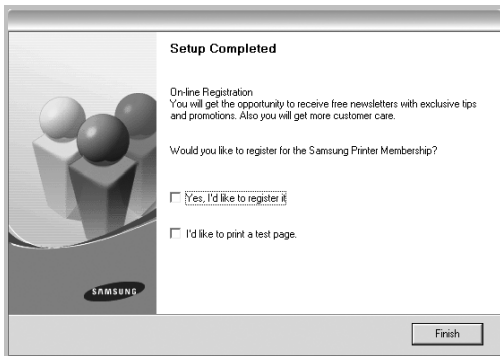 Setup Completed
On-line Registration
You will get the opportunity to receive free newsletters with exclusive tips
and promotions. Also you will get more customer care.
Would you like to register for the Samsung Printer Membership?
Yes, I'd like to register it
I'd like to print a test page.
SAMSUNG
Finish